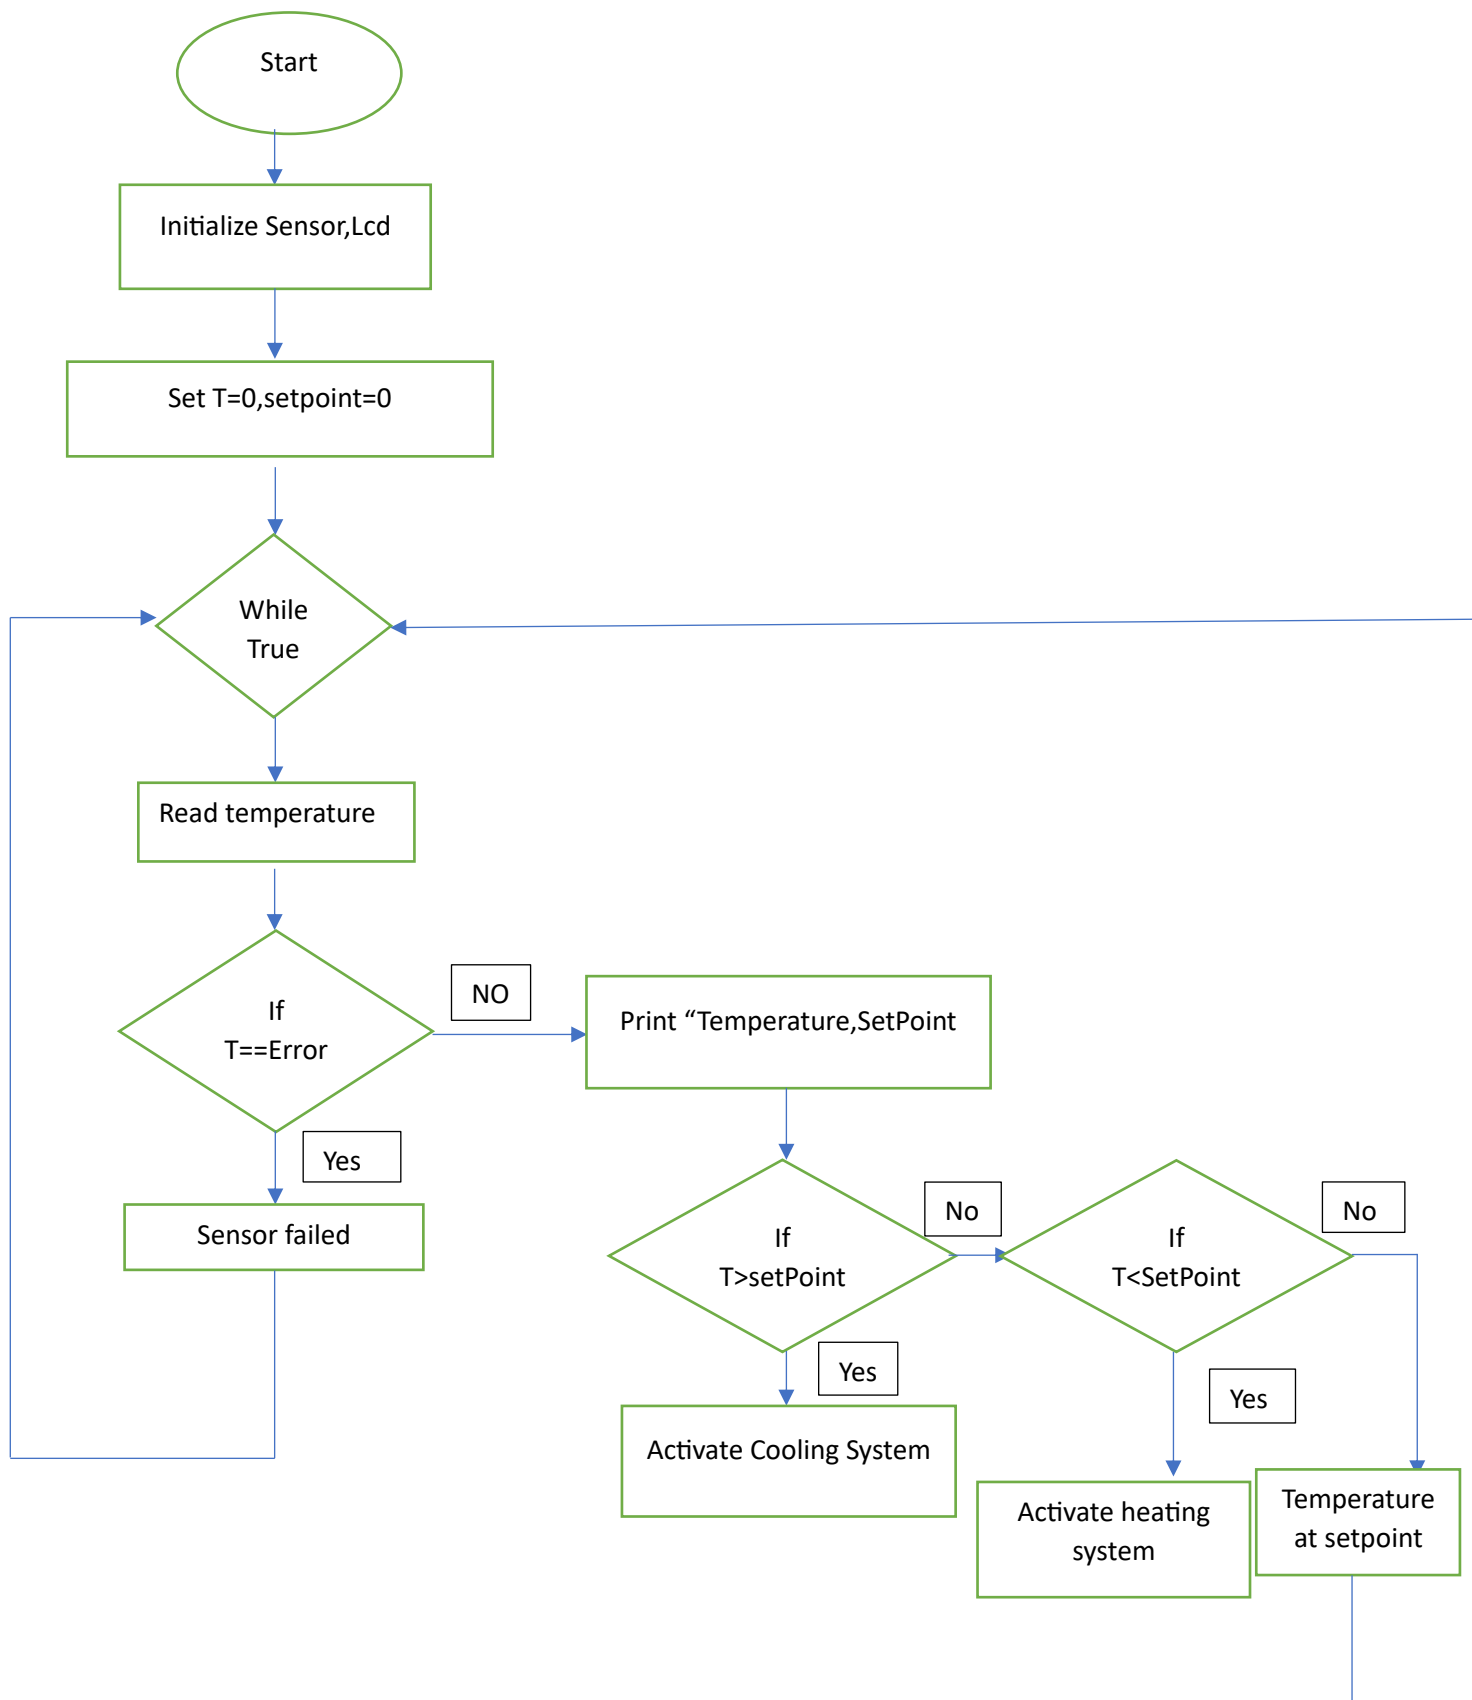 Start
Initialize Sensor,Lcd
Set T=0,setpoint=0
While
True
Read temperature
If
T==Error
NO
Print “Temperature,SetPoint
Yes
Sensor failed
If
T>setPoint
No
If
T<SetPoint
No
Yes
Activate Cooling System
Yes
Activate heating
system
Temperature
at setpoint